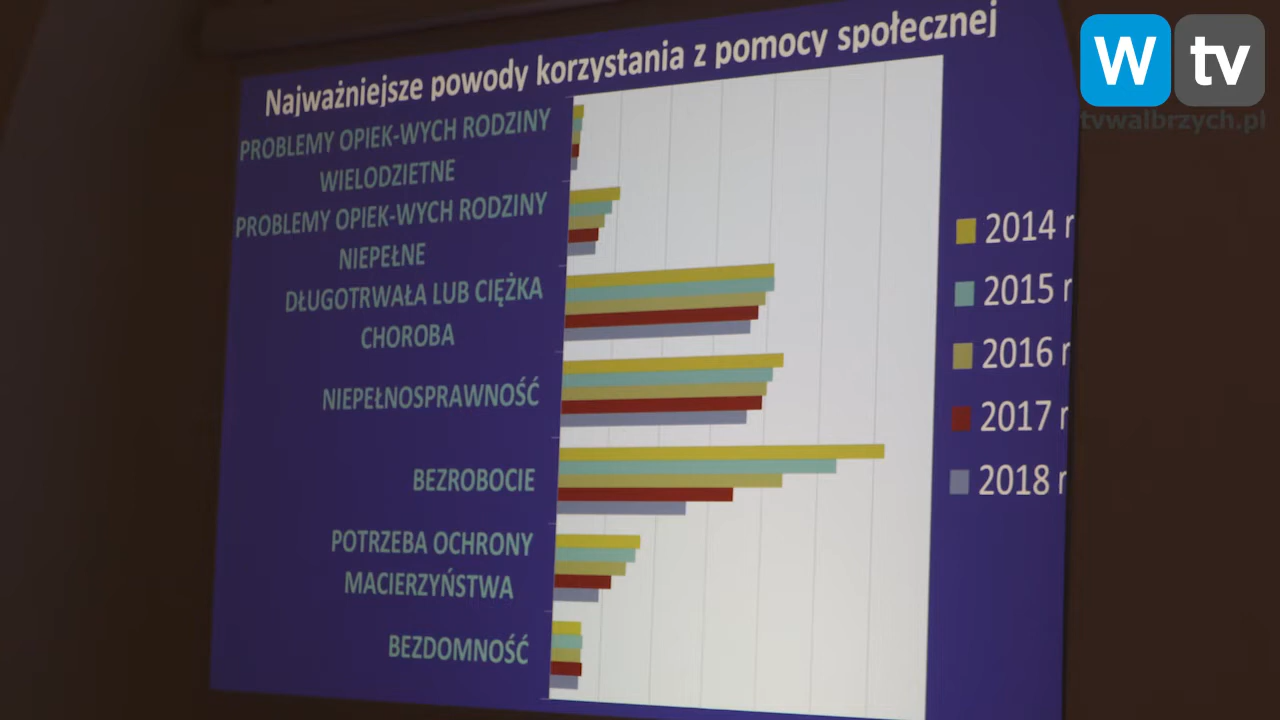 Najważniejsze powody korzystania z pomocy społecznej
PROBLEMY OPIEK-WYCH RODZINY
WIELODZIETNE
PROBLEMY OPIEK-WYCH RODZINY
NIEPEŁNE
DŁUGOTRWAŁA LUB CIĘŻKA
CHOROBA
NIEPEŁNOSPRAWNOŚĆ
BEZROBOCIE
POTRZEBA OCHRONY
MACIERZYŃSTWA
BEZDOMNOŚĆ
2014 r
2015 r
2016 r
2017 r
2018 r
W tv
tvwalbrzych.pl